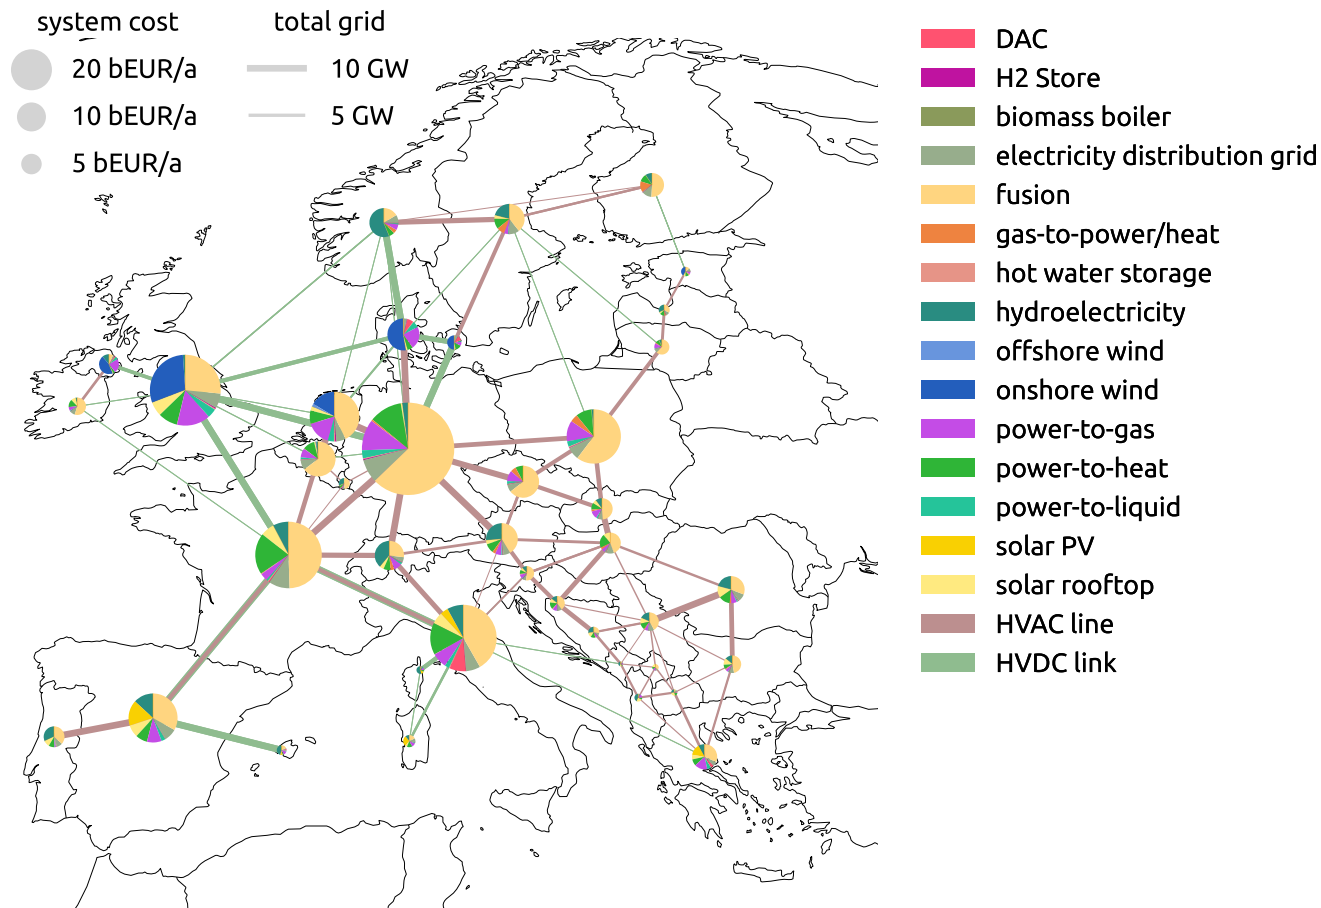 system cost
total grid
20 bEUR/a
10 GW
10 bEUR/a
5 GW
5 bEUR/a
DAC
H2 Store
biomass boiler
electricity distribution grid
fusion
gas-to-power/heat
hot water storage
hydroelectricity
offshore wind
onshore wind
power-to-gas
power-to-heat
power-to-liquid
solar PV
solar rooftop
HVAC line
HVDC link